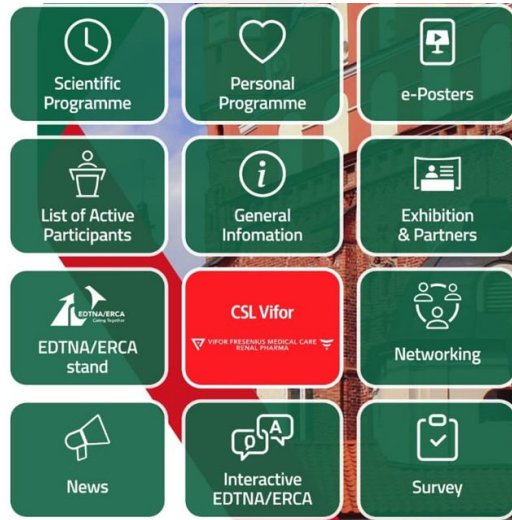 Scientific
Programme
Personal
Programme
e-Posters
List of Active
Participants
i
General
Infomation
Exhibition
& Partners
EDTNA/ERCA
Caring Together
EDTNA/ERCA
stand
CSL Vifor
VIFOR FRESENIUS MEDICAL CARE
RENAL PHARMA
Networking
News
Q A
Interactive
EDTNA/ERCA
Survey